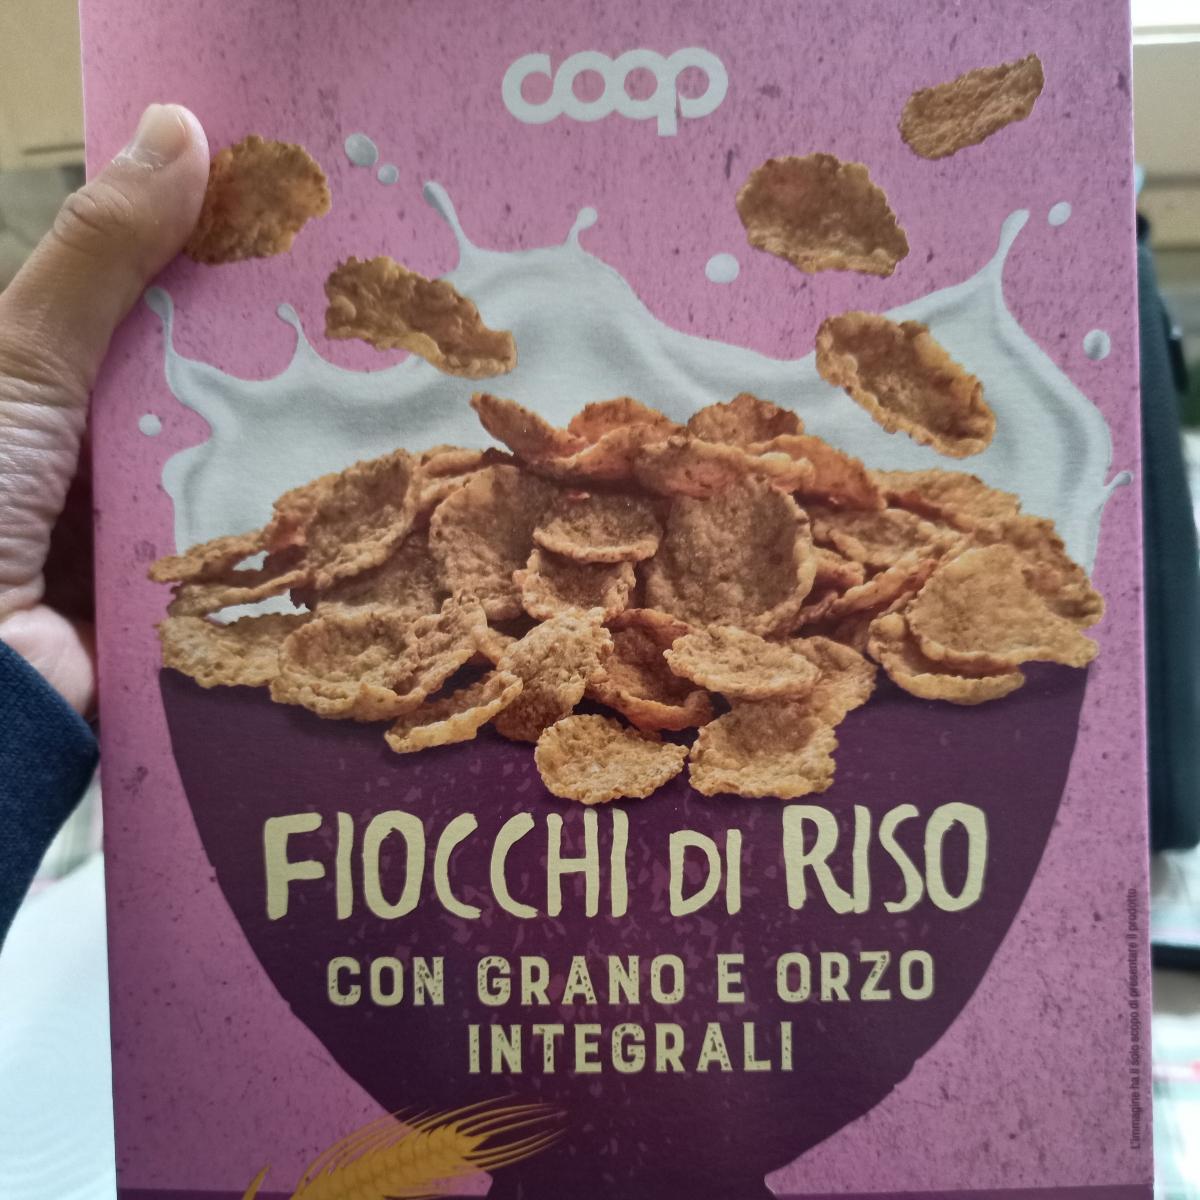 coop
FIOCCHI DI RISO
CON GRANO E ORZO
INTEGRALI
L'immagine ha il solo scopo di presentare il prodotto.